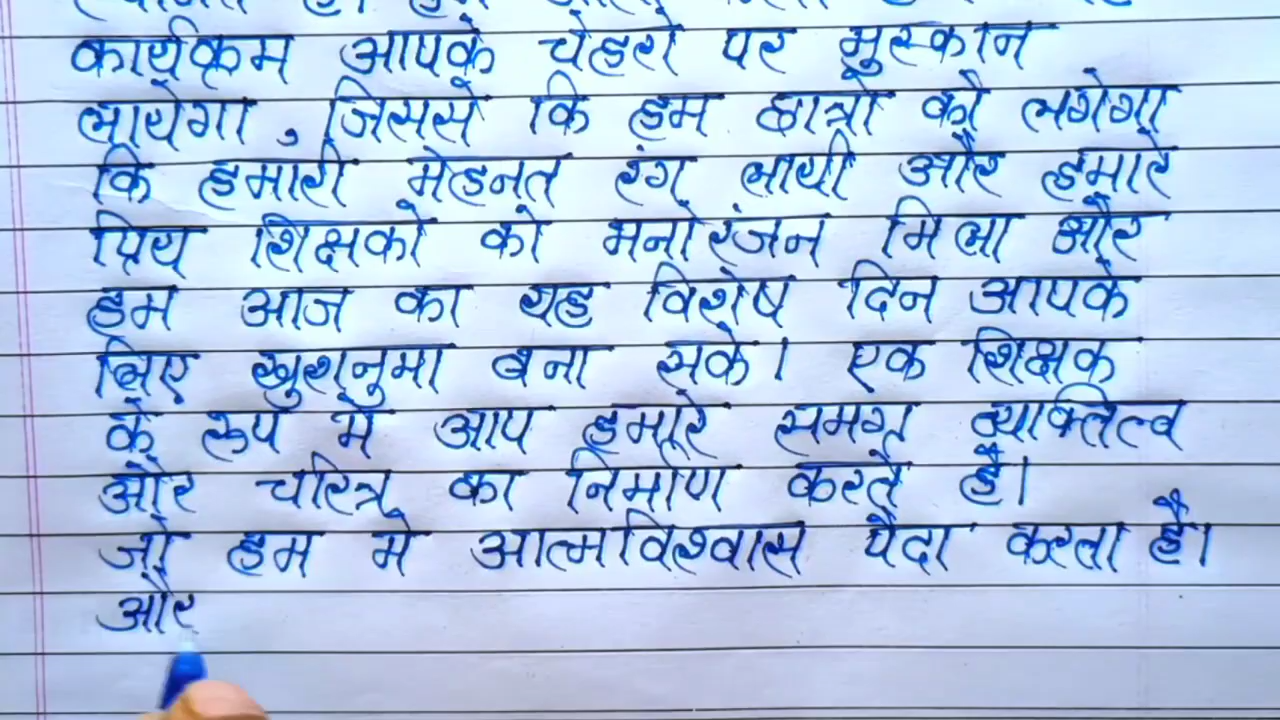 कार्यक्रम आपके चेहरो पर मुस्कान
लायेगा, जिससे कि हम छात्रो को लगेगा
कि हमारी मेहनत रंग लायी और हमारे
प्रिय शिक्षको को मनोरंजन मिला और
हम आज का यह विशेष दिन आपके
लिए खुशनुमा बना सके। एक शिक्षक
के रूप में आप हमारे समग्र व्यक्तित्व
और चरित्र का निर्माण करते है।
जो हम मे आत्मविश्वास पैदा करता है।
और